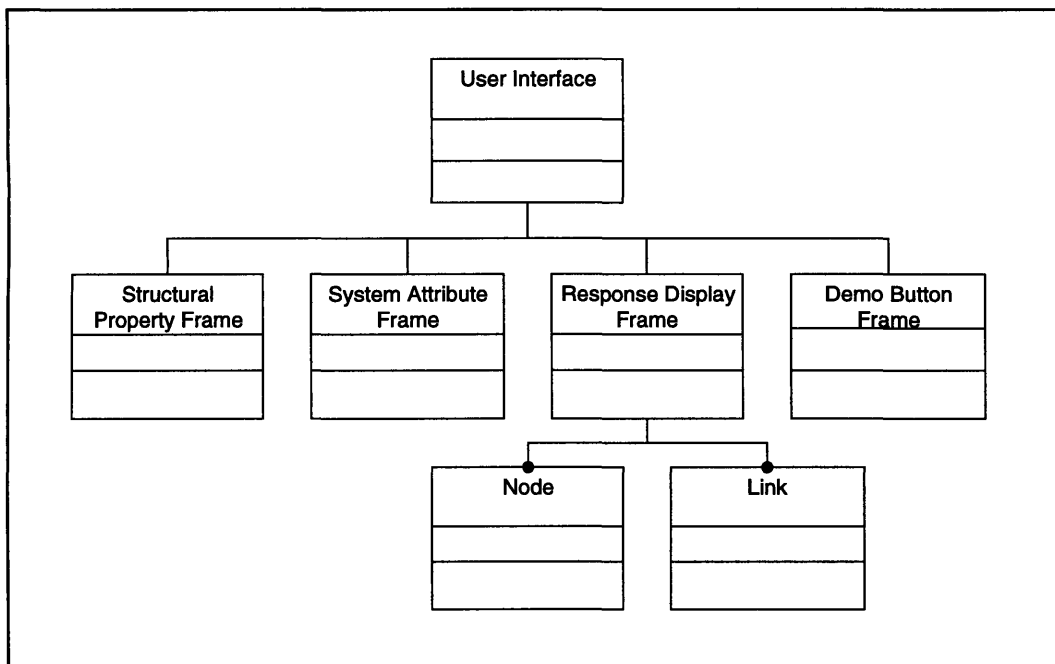 User Interface
Structural
Property Frame
System Attribute
Frame
Response Display
Frame
Demo Button
Frame
Node
Link